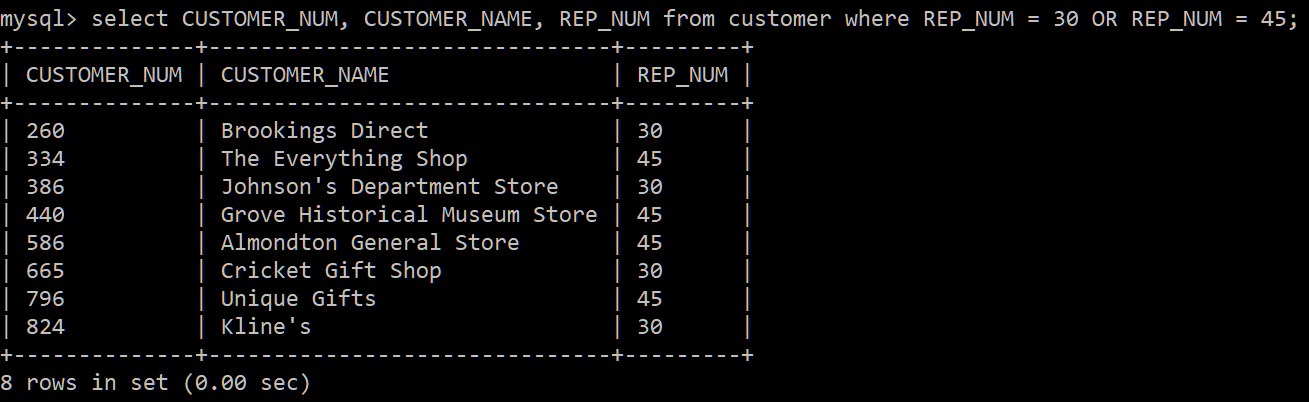 mysql> select CUSTOMER_NUM, CUSTOMER_NAME, REP_NUM from customer where REP_NUM = 30 OR REP_NUM = 45;
+--------------+-------------------------------+---------+
| CUSTOMER_NUM | CUSTOMER_NAME                 | REP_NUM |
+--------------+-------------------------------+---------+
| 260          | Brookings Direct              | 30      |
| 334          | The Everything Shop           | 45      |
| 386          | Johnson's Department Store    | 30      |
| 440          | Grove Historical Museum Store | 45      |
| 586          | Almondton General Store       | 45      |
| 665          | Cricket Gift Shop             | 30      |
| 796          | Unique Gifts                  | 45      |
| 824          | Kline's                       | 30      |
+--------------+-------------------------------+---------+
8 rows in set (0.00 sec)